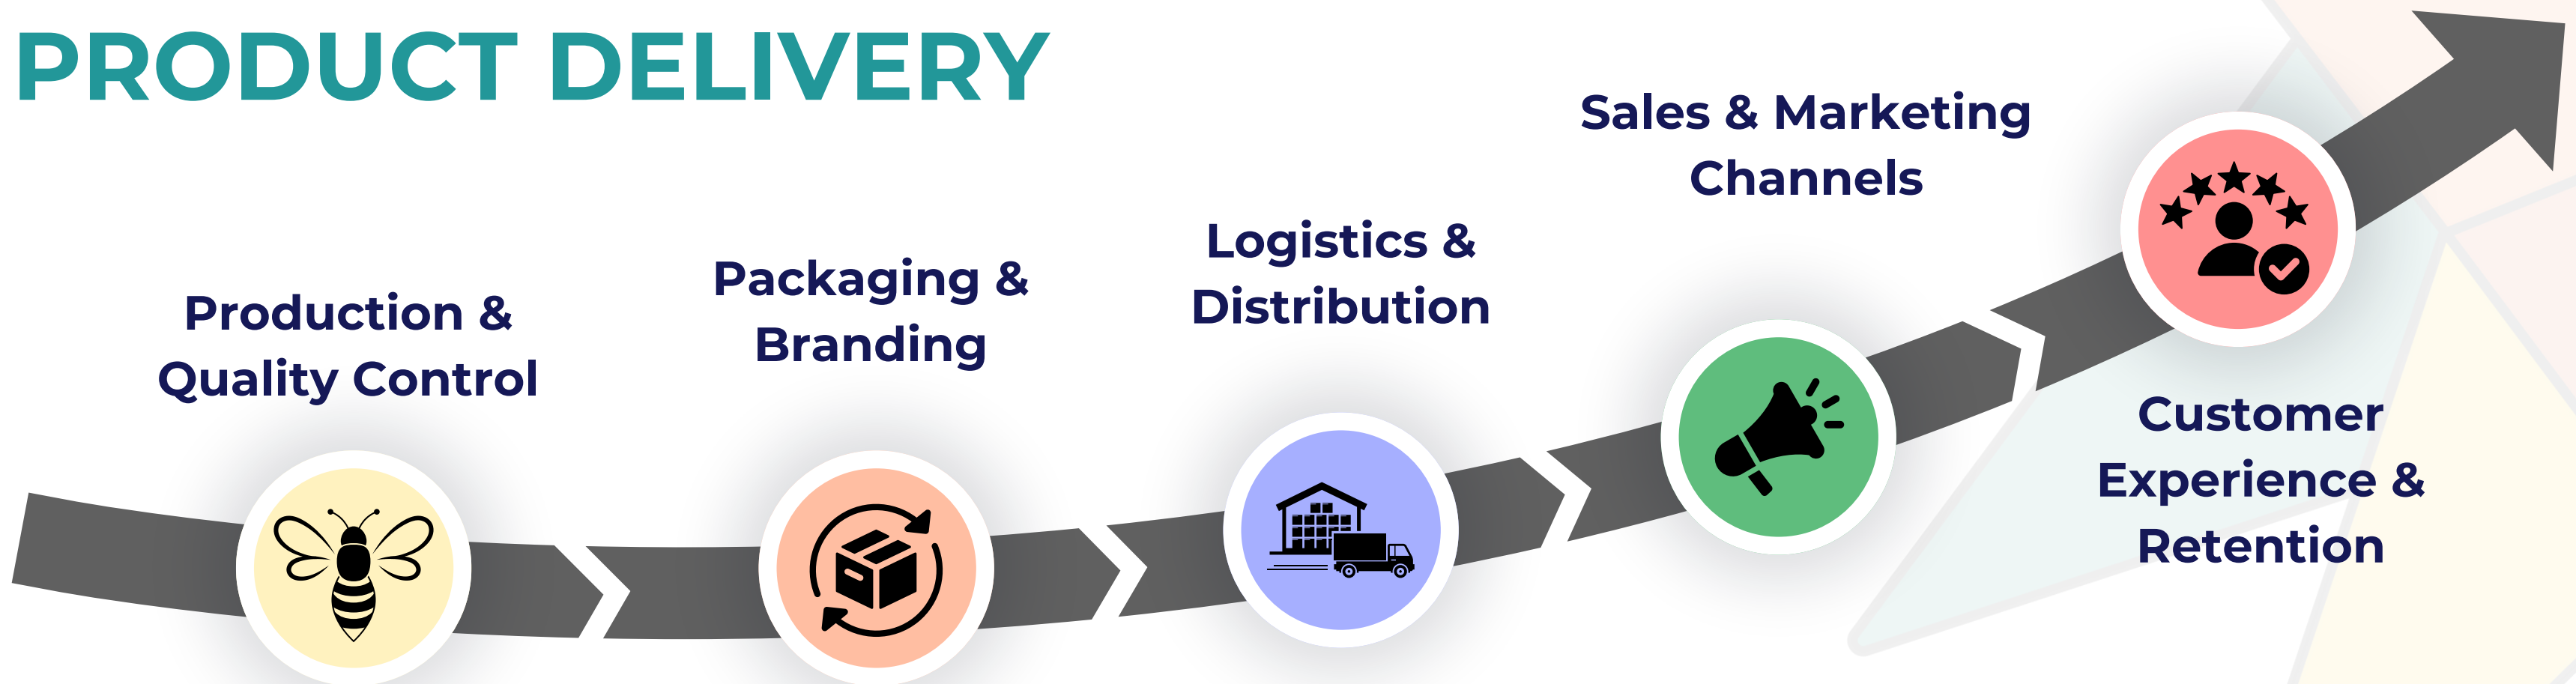 PRODUCT DELIVERY
Production &
Quality Control
Packaging &
Branding
Logistics &
Distribution
Sales & Marketing
Channels
Customer
Experience &
Retention